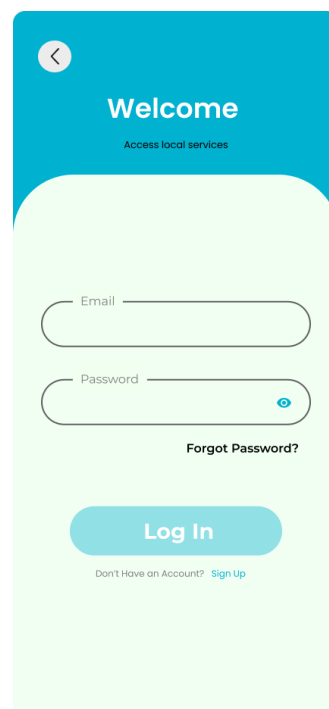 Welcome
Access local services
Email
Password
Forgot Password?
Log In
Don't Have an Account? Sign Up